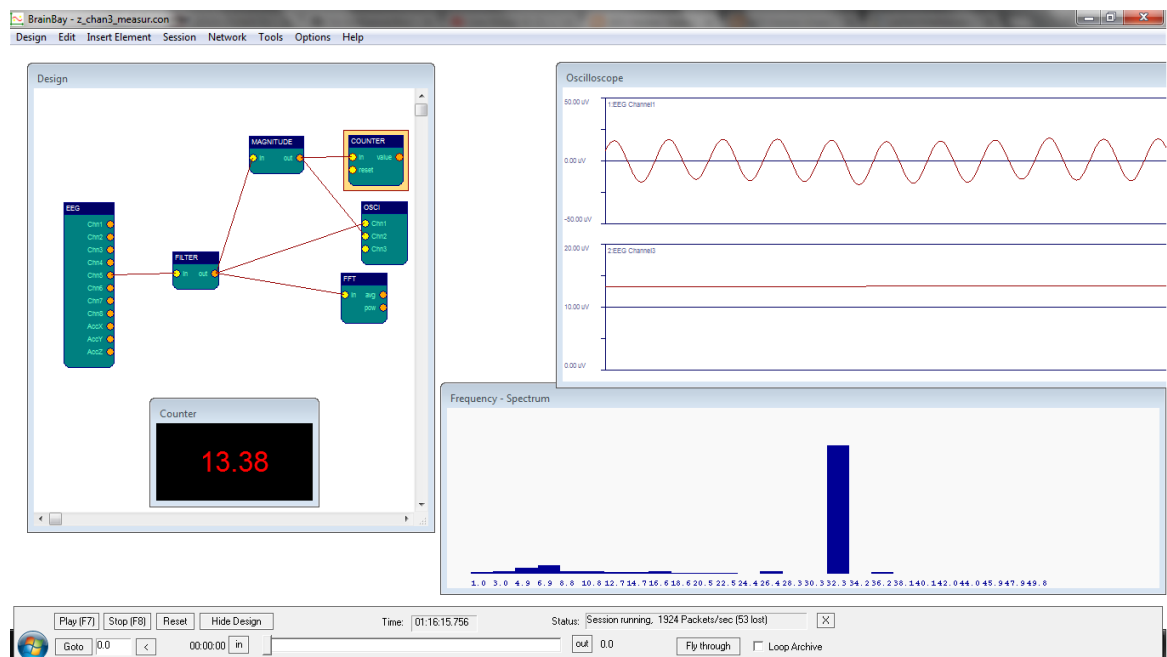 BrainBay - z_chan3_measur.con
Design Edit Insert Element Session Network Tools Options Help
Design
MAGNITUDE
in out
COUNTER
in value
reset
EEG
Chn1
Chn2
Chn3
Chn4
Chn5
Chn6
Chn7
Chn8
AccX
AccY
AccZ
FILTER
in out
OSCI
Chn1
Chn2
Chn3
FFT
in avg
pow
Counter
13.38
Oscilloscope
50.00 uV
1:EEG Channel1
0.00 uV
-50.00 uV
20.00 uV
2:EEG Channel3
10.00 uV
0.00 uV
Frequency - Spectrum
1.0 3.0 4.9 6.9 8.8 10.8 12.7 14.7 16.6 18.6 20.5 22.5 24.4 26.4 28.3 30.3 32.3 34.2 36.2 38.1 40.1 42.0 44.0 45.9 47.9 49.8
Play (F7) Stop (F8) Reset Hide Design Time: 01:16:15.756 Status: Session running, 1924 Packets/sec (53 lost) X
Goto 0.0 < 00:00:00 in out 0.0 Fly through Loop Archive